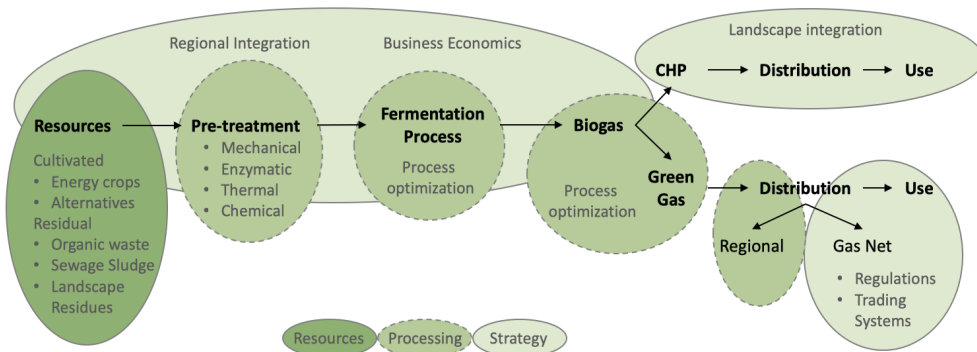 Regional Integration
Business Economics
Landscape integration
CHP
Distribution
Use
Resources
Pre-treatment
Fermentation
Process
Biogas
Cultivated
• Energy crops
• Alternatives
Residual
• Organic waste
• Sewage Sludge
• Landscape
Residues
• Mechanical
• Enzymatic
• Thermal
• Chemical
Process
optimization
Process
optimization
Green
Gas
Distribution
Use
Regional
Gas Net
• Regulations
• Trading
Systems
Resources
Processing
Strategy